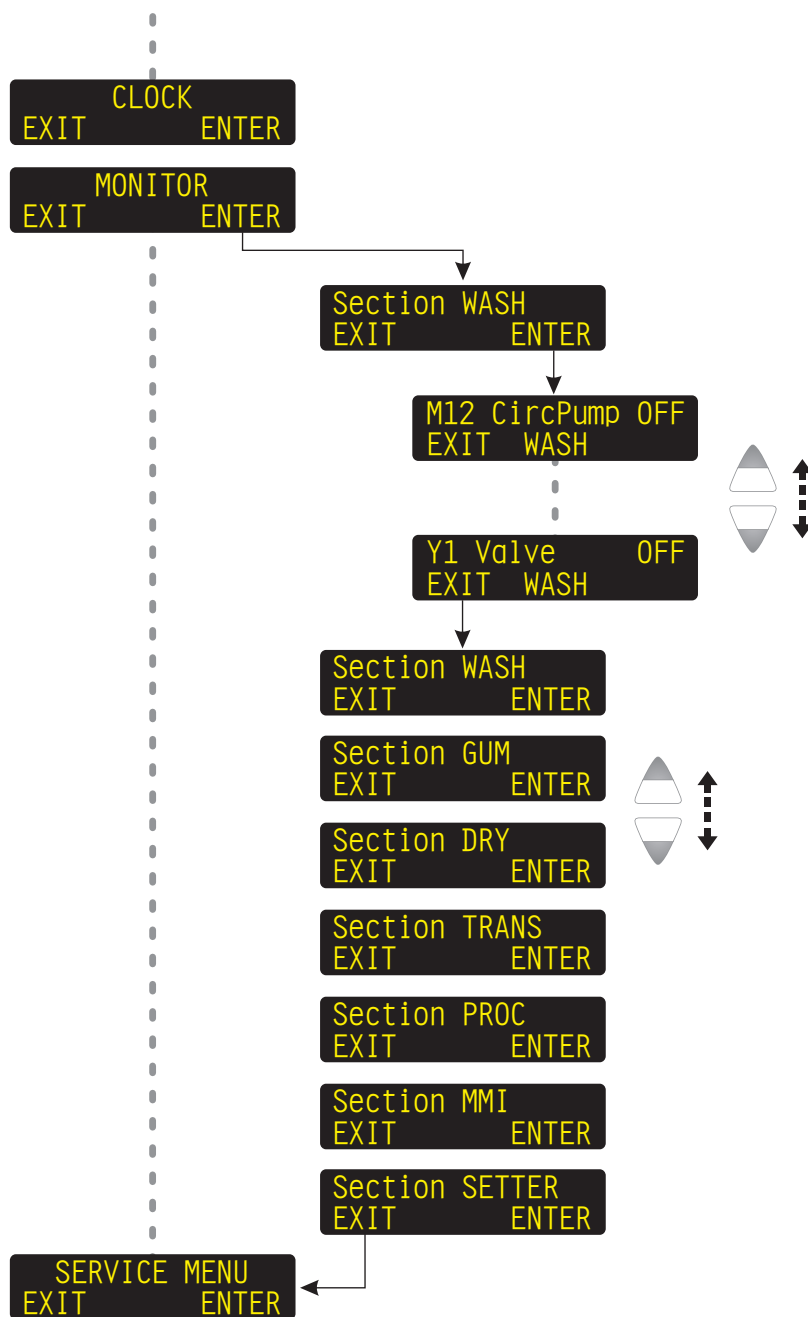 CLOCK
EXIT ENTER
MONITOR
EXIT ENTER
Section WASH
EXIT ENTER
M12 CircPump OFF
EXIT WASH
Y1 Valve OFF
EXIT WASH
Section WASH
EXIT ENTER
Section GUM
EXIT ENTER
Section DRY
EXIT ENTER
Section TRANS
EXIT ENTER
Section PROC
EXIT ENTER
Section MMI
EXIT ENTER
Section SETTER
EXIT ENTER
SERVICE MENU
EXIT ENTER